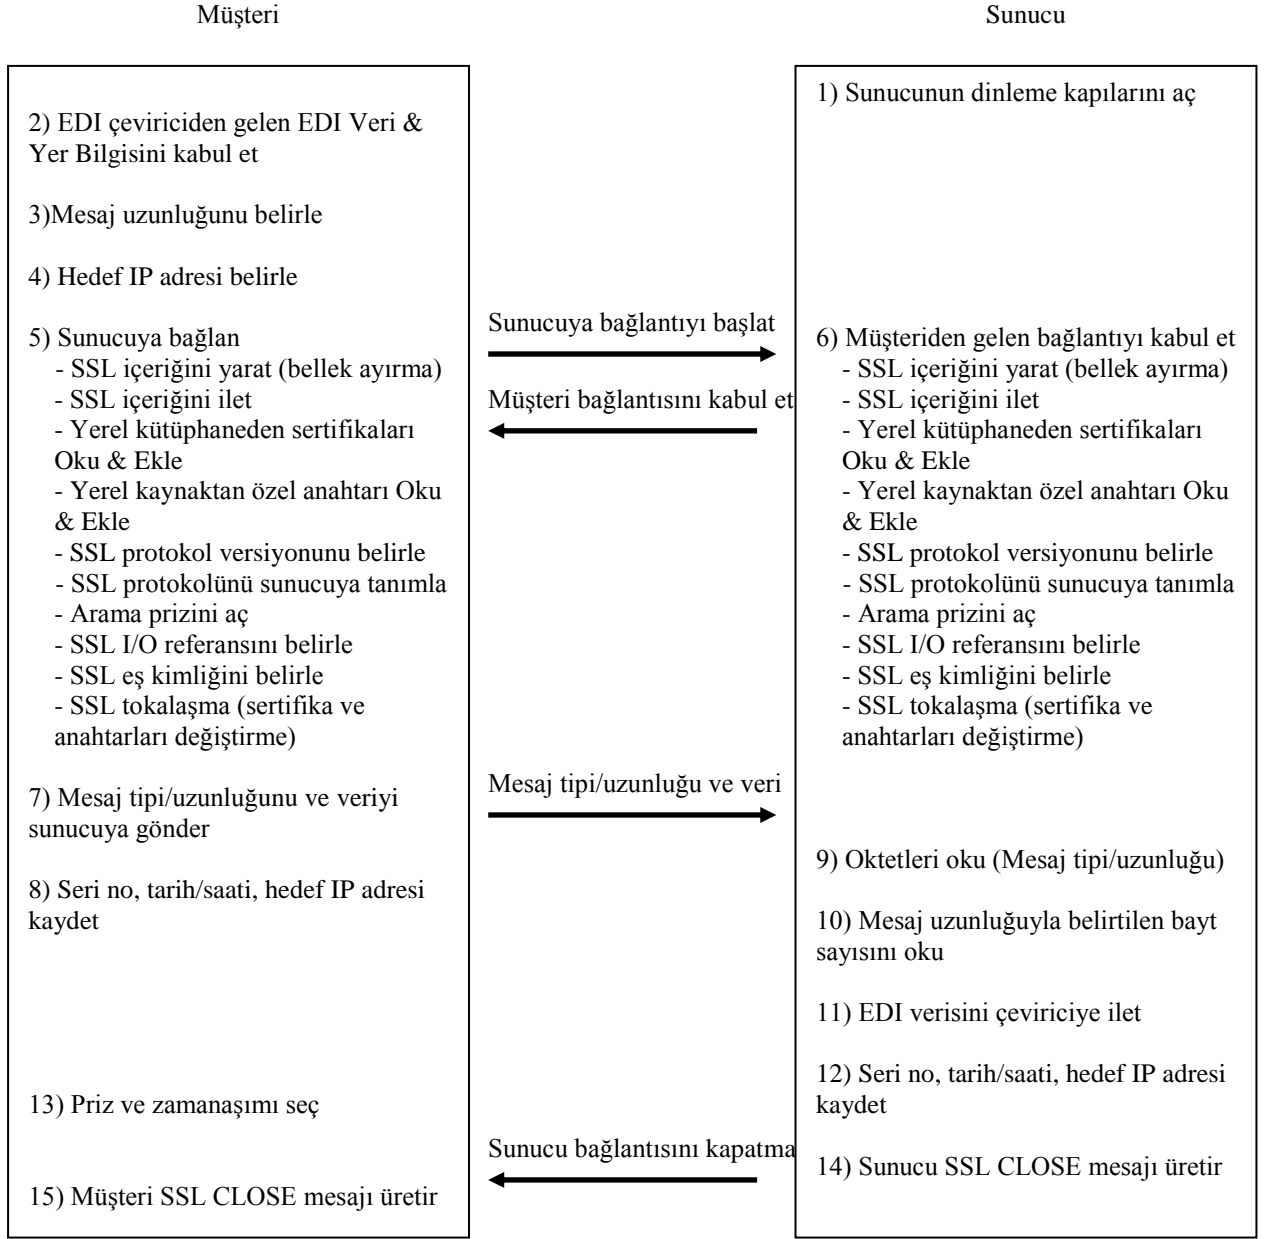 Müşteri
Sunucu
2) EDI çeviriciden gelen EDI Veri &
Yer Bilgisini kabul et
3)Mesaj uzunluğunu belirle
4) Hedef IP adresi belirle
5) Sunucuya bağlan
- SSL içeriğini yarat (bellek ayırma)
- SSL içeriğini ilet
- Yerel kütüphaneden sertifikaları
Oku & Ekle
- Yerel kaynaktan özel anahtarı Oku
& Ekle
- SSL protokol versiyonunu belirle
- SSL protokolünü sunucuya tanımla
- Arama prizini aç
- SSL I/O referansını belirle
- SSL eş kimliğini belirle
- SSL tokalaşma (sertifika ve
anahtarları değiştirme)
7) Mesaj tipi/uzunluğunu ve veriyi
sunucuya gönder
8) Seri no, tarih/saati, hedef IP adresi
kaydet
13) Priz ve zamanaşımı seç
15) Müşteri SSL CLOSE mesajı üretir
Sunucuya bağlantıyı başlat
Müşteri bağlantısını kabul et
Mesaj tipi/uzunluğu ve veri
Sunucu bağlantısını kapatma
1) Sunucunun dinleme kapılarını aç
6) Müşteriden gelen bağlantıyı kabul et
- SSL içeriğini yarat (bellek ayırma)
- SSL içeriğini ilet
- Yerel kütüphaneden sertifikaları
Oku & Ekle
- Yerel kaynaktan özel anahtarı Oku
& Ekle
- SSL protokol versiyonunu belirle
- SSL protokolünü sunucuya tanımla
- Arama prizini aç
- SSL I/O referansını belirle
- SSL eş kimliğini belirle
- SSL tokalaşma (sertifika ve
anahtarları değiştirme)
9) Oktetleri oku (Mesaj tipi/uzunluğu)
10) Mesaj uzunluğuyla belirtilen bayt
sayısını oku
11) EDI verisini çeviriciye ilet
12) Seri no, tarih/saati, hedef IP adresi
kaydet
14) Sunucu SSL CLOSE mesajı üretir